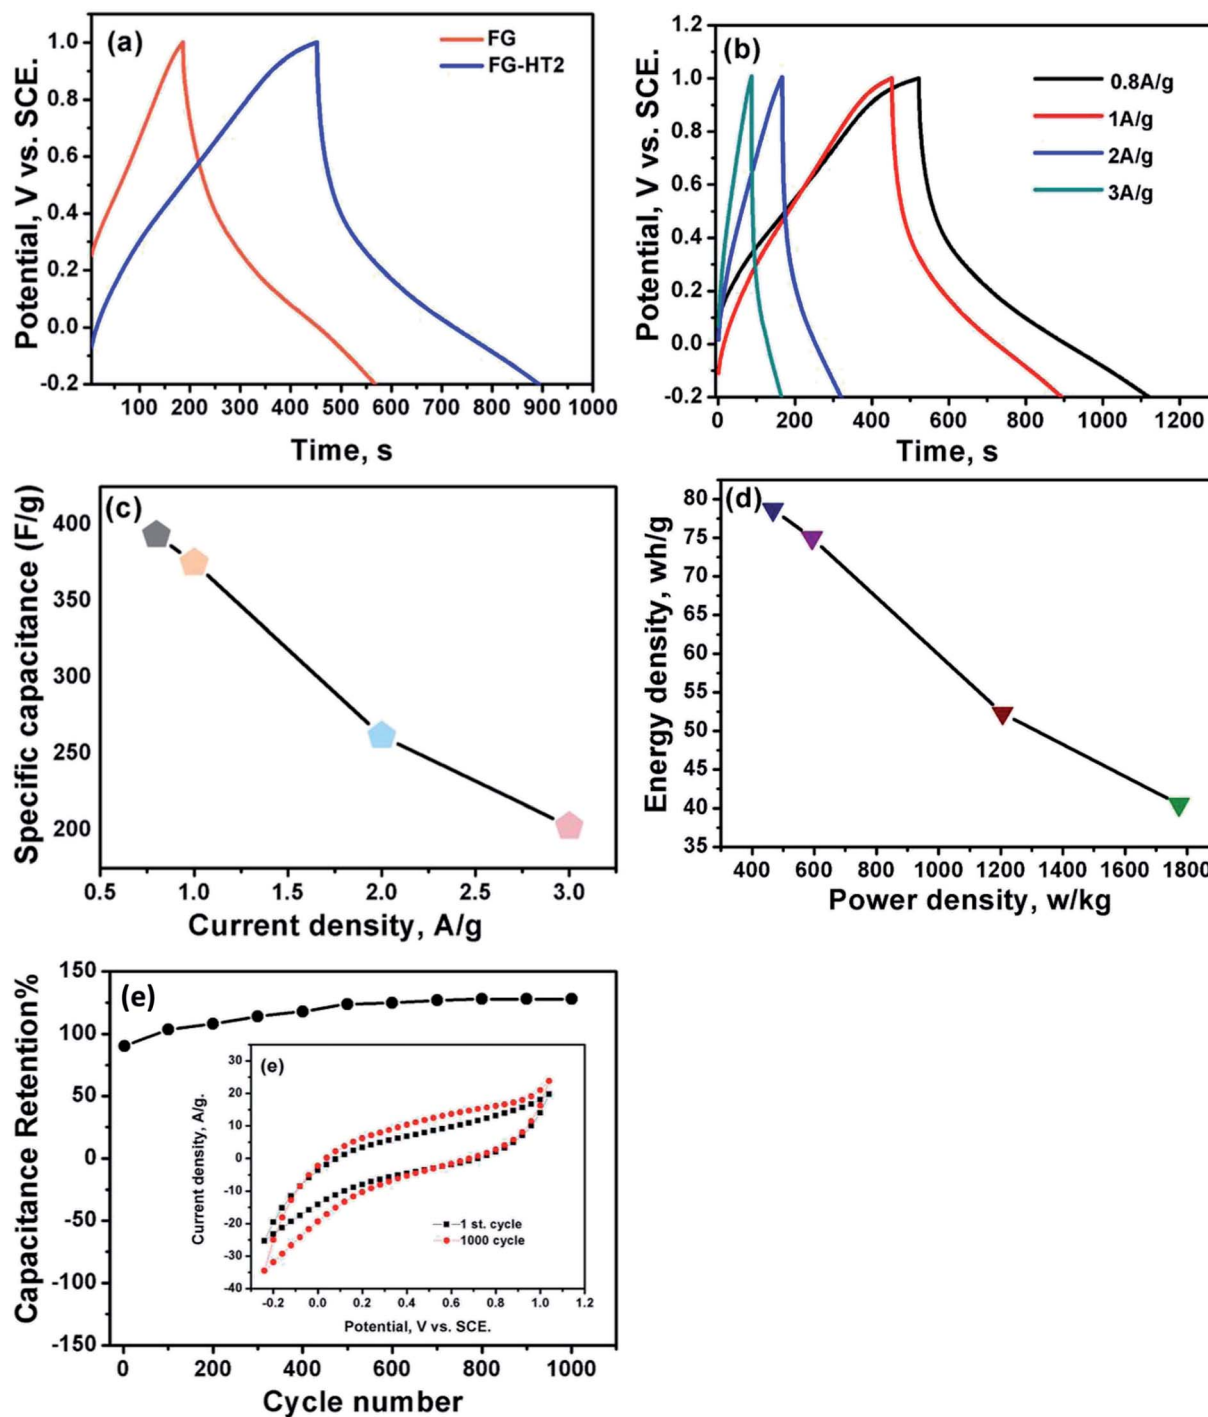 (a)
FG
FG-HT2
Potential, V vs. SCE.
1.0
0.8
0.6
0.4
0.2
0.0
-0.2
100 200 300 400 500 600 700 800 900 1000
Time, s
(b)
0.8A/g
1A/g
2A/g
3A/g
Potential, V vs. SCE.
1.2
1.0
0.8
0.6
0.4
0.2
0.0
-0.2
0 200 400 600 800 1000 1200
Time, s
(c)
Specific capacitance (F/g)
400
350
300
250
200
0.5 1.0 1.5 2.0 2.5 3.0
Current density, A/g
(d)
Energy density, wh/g
80
75
70
65
60
55
50
45
40
35
400 600 800 1000 1200 1400 1600 1800
Power density, w/kg
(e)
Capacitance Retention%
150
100
50
0
-50
-100
-150
0 200 400 600 800 1000
Cycle number
(e)
Current density, A/g.
30
20
10
0
-10
-20
-30
-40
1 st. cycle
1000 cycle
-0.2 0.0 0.2 0.4 0.6 0.8 1.0 1.2
Potential, V vs. SCE.